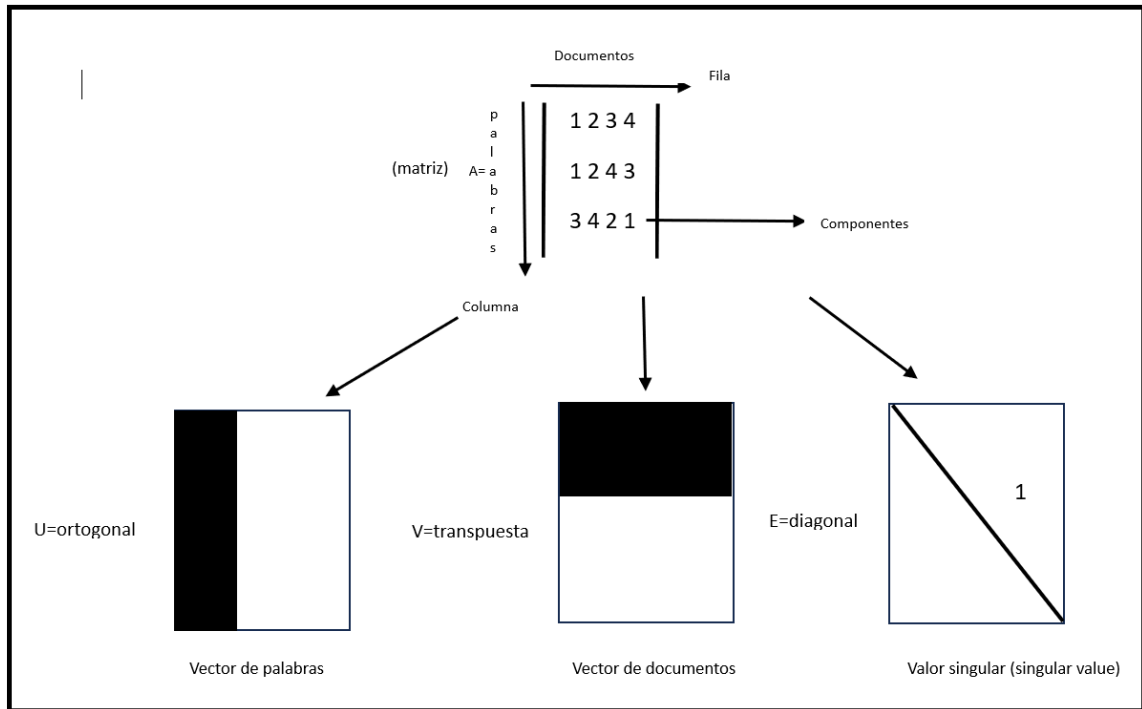 Documentos
Fila
1 2 3 4
(matriz) A= palabras
1 2 4 3
3 4 2 1
Componentes
Columna
1
U=ortogonal
V=transpuesta
E=diagonal
Vector de palabras
Vector de documentos
Valor singular (singular value)